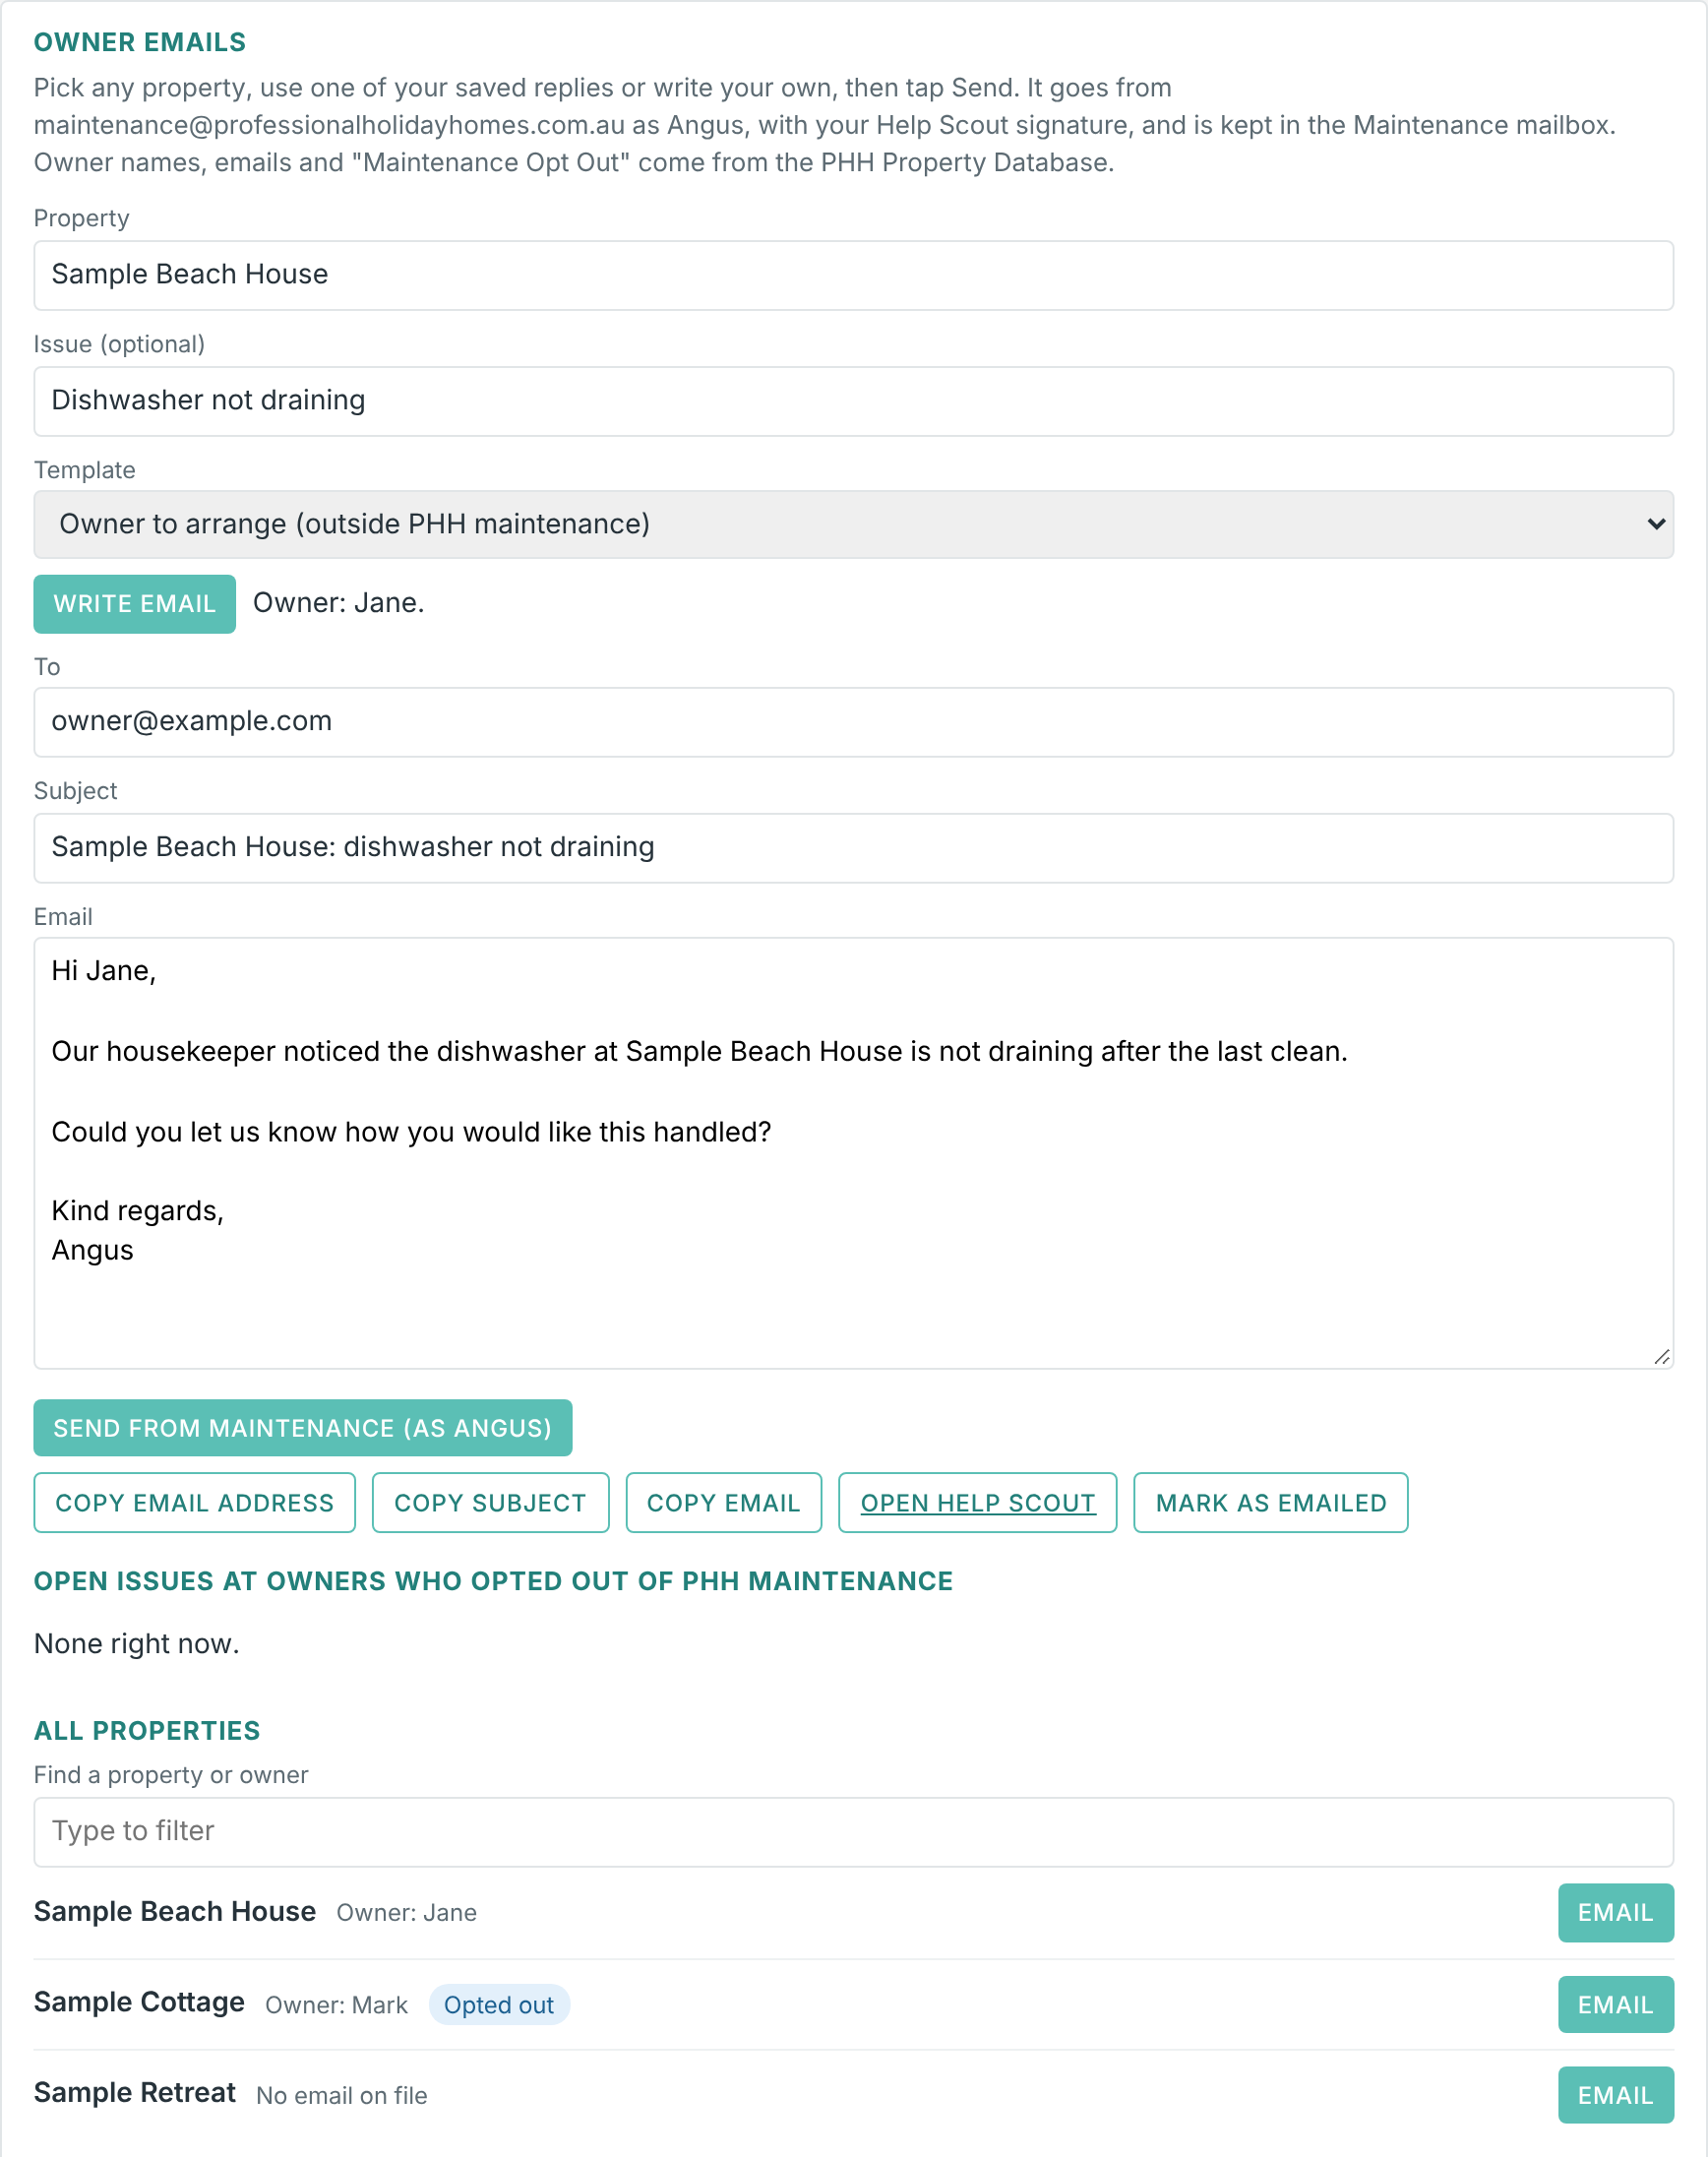 OWNER EMAILS
Pick any property, use one of your saved replies or write your own, then tap Send. It goes from
maintenance@professionalholidayhomes.com.au as Angus, with your Help Scout signature, and is kept in the Maintenance mailbox.
Owner names, emails and "Maintenance Opt Out" come from the PHH Property Database.
Property
Sample Beach House
Issue (optional)
Dishwasher not draining
Template
Owner to arrange (outside PHH maintenance)
WRITE EMAIL Owner: Jane.
To
owner@example.com
Subject
Sample Beach House: dishwasher not draining
Email
Hi Jane,
Our housekeeper noticed the dishwasher at Sample Beach House is not draining after the last clean.
Could you let us know how you would like this handled?
Kind regards,
Angus
SEND FROM MAINTENANCE (AS ANGUS)
COPY EMAIL ADDRESS COPY SUBJECT COPY EMAIL OPEN HELP SCOUT MARK AS EMAILED
OPEN ISSUES AT OWNERS WHO OPTED OUT OF PHH MAINTENANCE
None right now.
ALL PROPERTIES
Find a property or owner
Type to filter
Sample Beach House Owner: Jane EMAIL
Sample Cottage Owner: Mark Opted out EMAIL
Sample Retreat No email on file EMAIL